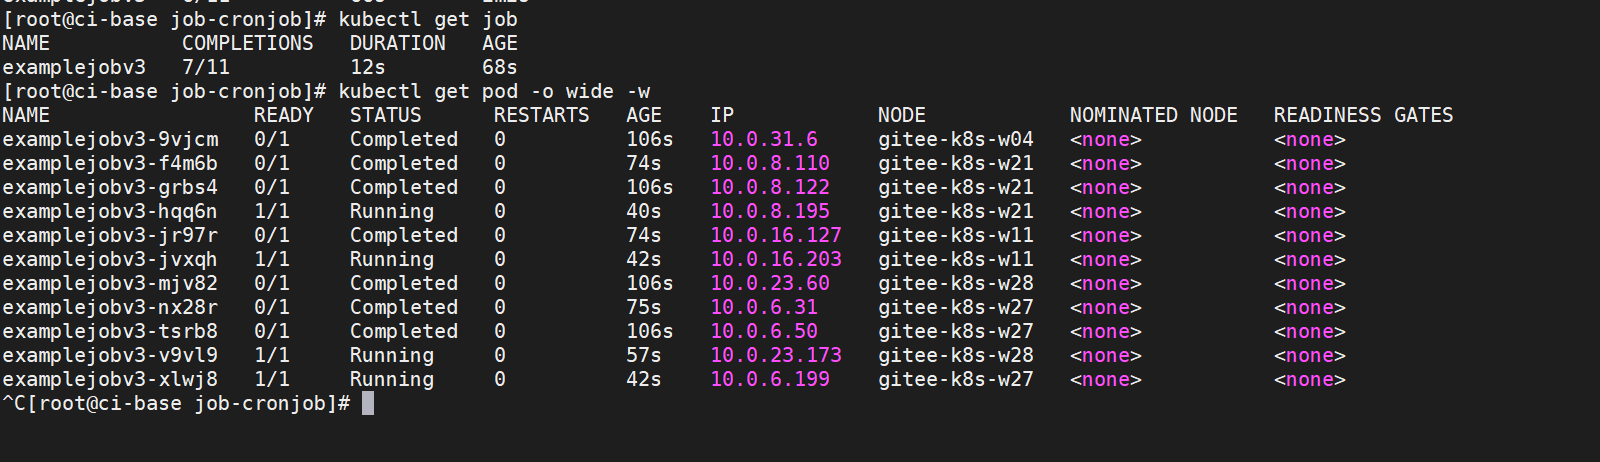 [root@ci-base job-cronjob]# kubectl get job
NAME           COMPLETIONS   DURATION   AGE
examplejobv3   7/11          12s        68s
[root@ci-base job-cronjob]# kubectl get pod -o wide -w
NAME                 READY   STATUS      RESTARTS   AGE    IP            NODE            NOMINATED NODE   READINESS GATES
examplejobv3-9vjcm   0/1     Completed   0          106s   10.0.31.6     gitee-k8s-w04   <none>           <none>
examplejobv3-f4m6b   0/1     Completed   0          74s    10.0.8.110    gitee-k8s-w21   <none>           <none>
examplejobv3-grbs4   0/1     Completed   0          106s   10.0.8.122    gitee-k8s-w21   <none>           <none>
examplejobv3-hqq6n   1/1     Running     0          40s    10.0.8.195    gitee-k8s-w21   <none>           <none>
examplejobv3-jr97r   0/1     Completed   0          74s    10.0.16.127   gitee-k8s-w11   <none>           <none>
examplejobv3-jvxqh   1/1     Running     0          42s    10.0.16.203   gitee-k8s-w11   <none>           <none>
examplejobv3-mjv82   0/1     Completed   0          106s   10.0.23.60    gitee-k8s-w28   <none>           <none>
examplejobv3-nx28r   0/1     Completed   0          75s    10.0.6.31     gitee-k8s-w27   <none>           <none>
examplejobv3-tsrb8   0/1     Completed   0          106s   10.0.6.50     gitee-k8s-w27   <none>           <none>
examplejobv3-v9vl9   1/1     Running     0          57s    10.0.23.173   gitee-k8s-w28   <none>           <none>
examplejobv3-xlwj8   1/1     Running     0          42s    10.0.6.199    gitee-k8s-w27   <none>           <none>
^C[root@ci-base job-cronjob]#